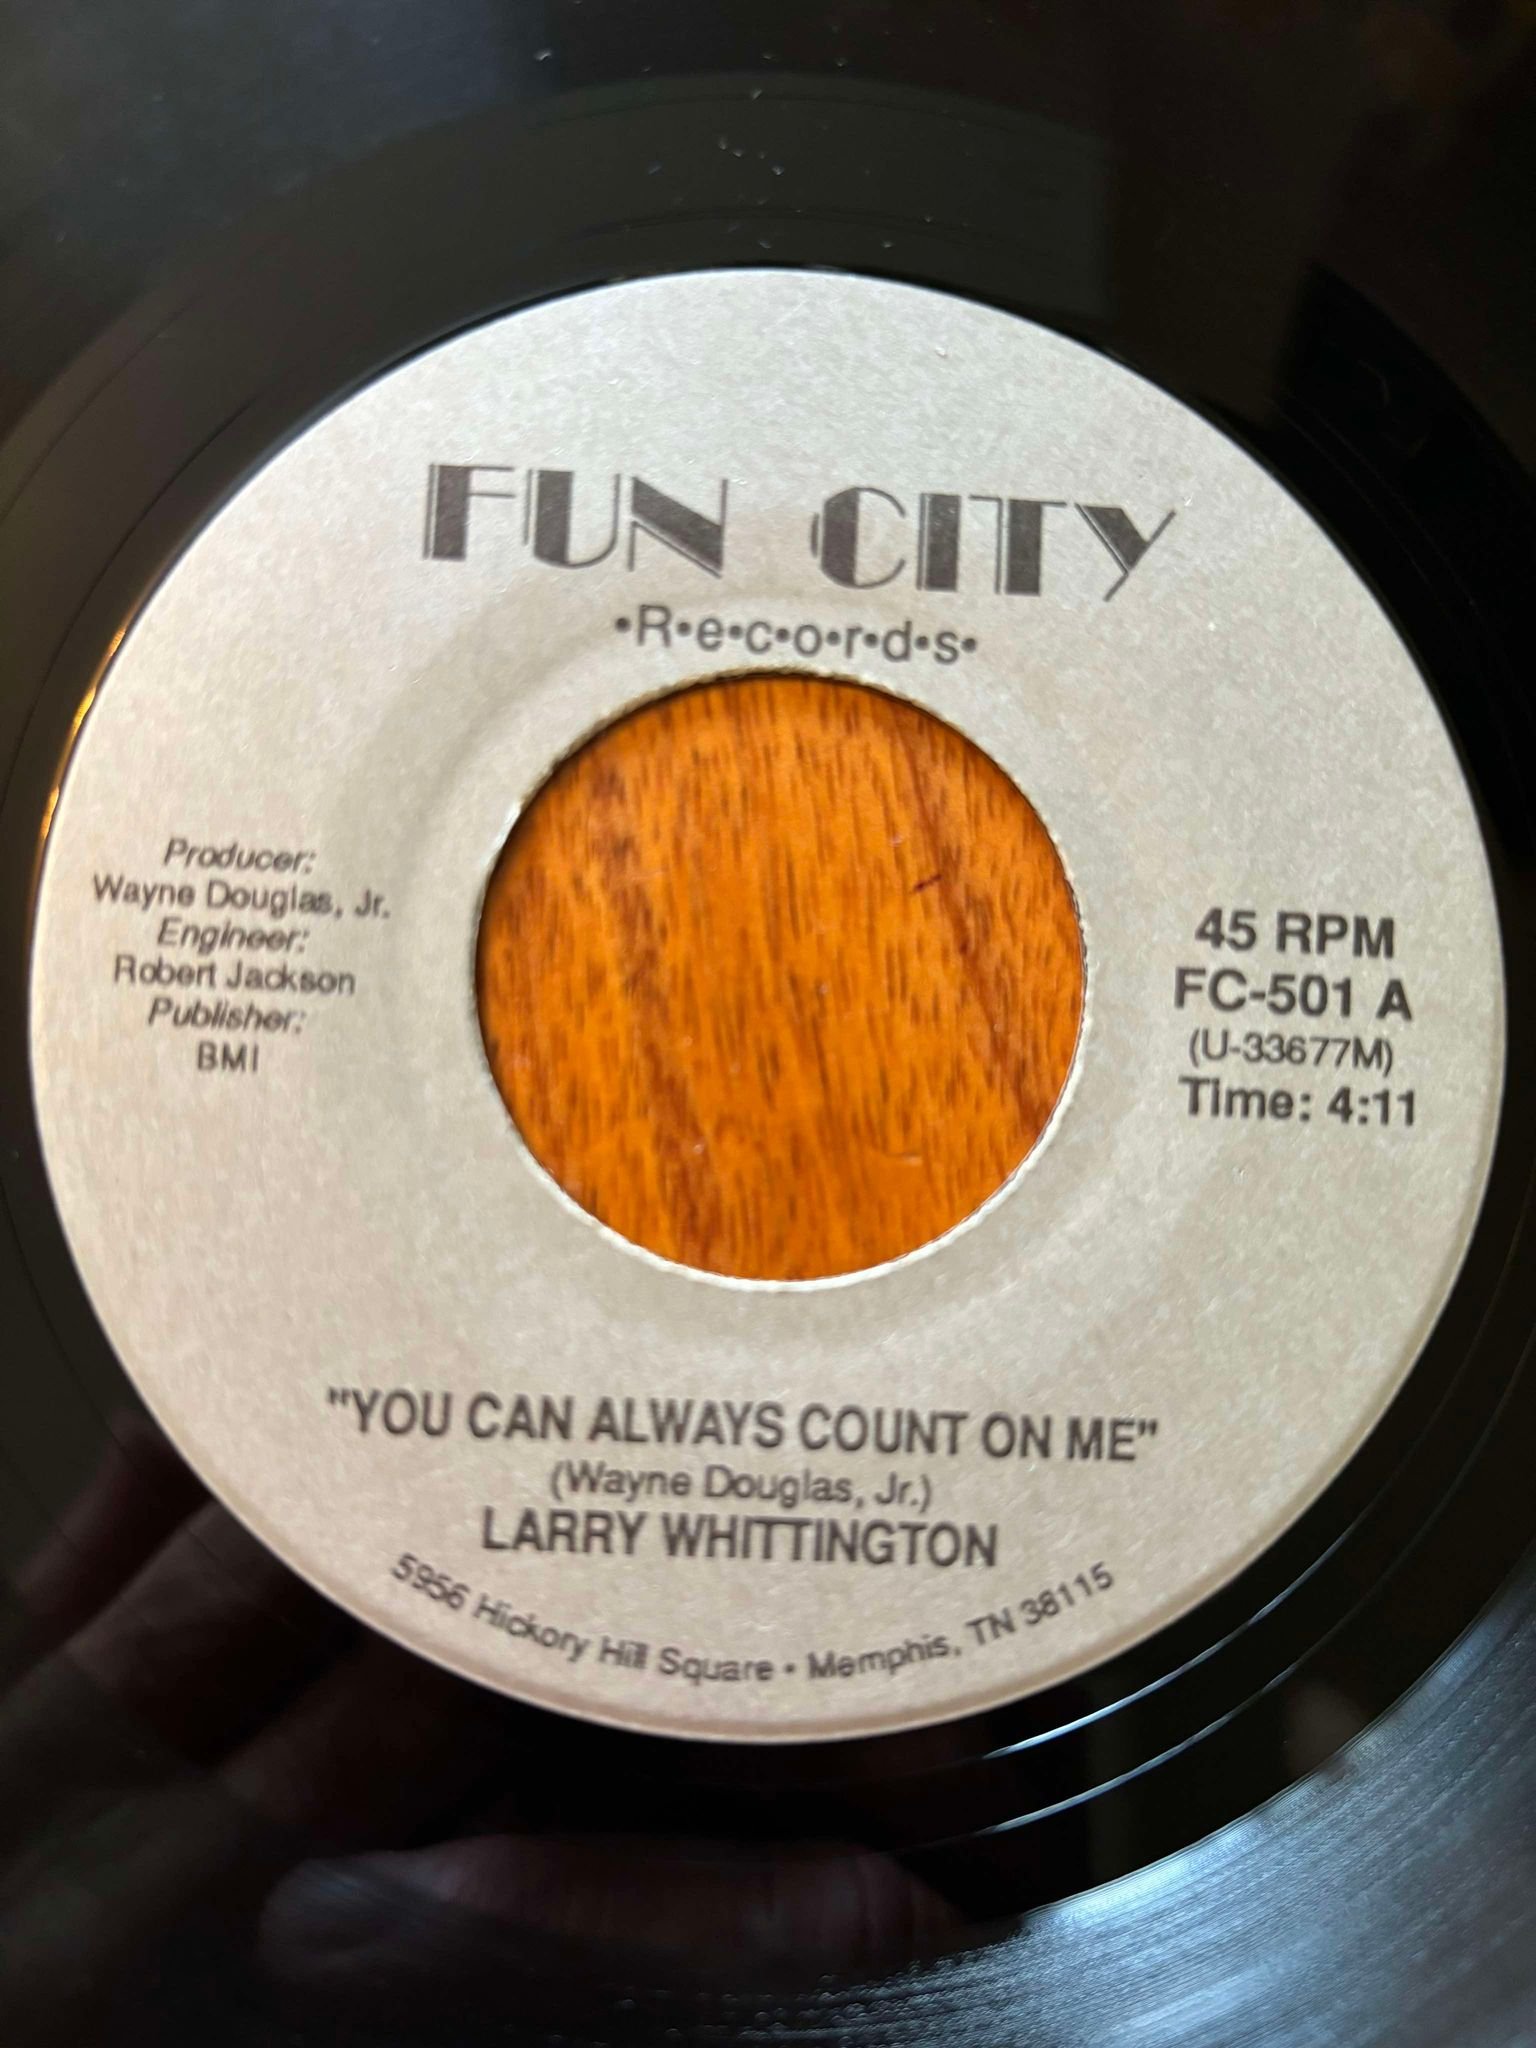 FUN CITY
•R•e•c•o•r•d•s•
Producer:
Wayne Douglas, Jr.
Engineer:
Robert Jackson
Publisher:
BMI
45 RPM
FC-501 A
(U-33677M)
Time: 4:11
"YOU CAN ALWAYS COUNT ON ME"
(Wayne Douglas, Jr.)
LARRY WHITTINGTON
5956 Hickory Hill Square • Memphis, TN 38115